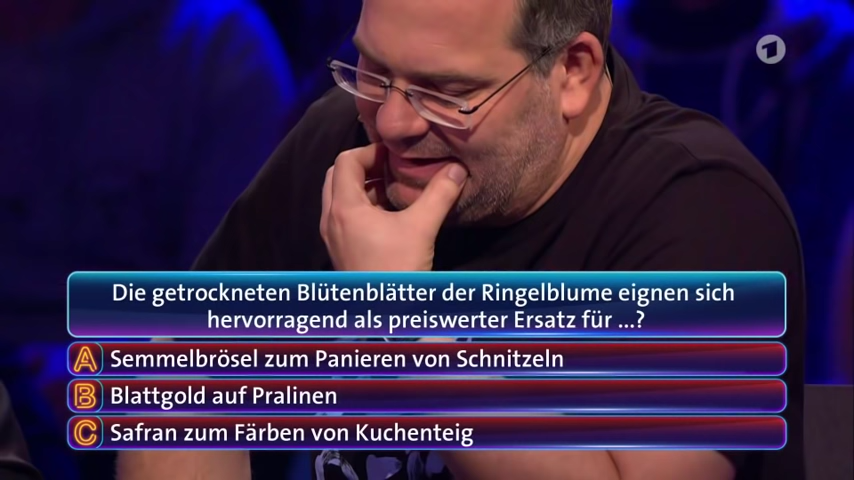 1
Die getrockneten Blütenblätter der Ringelblume eignen sich
hervorragend als preiswerter Ersatz für ...?
A Semmelbrösel zum Panieren von Schnitzeln
B Blattgold auf Pralinen
C Safran zum Färben von Kuchenteig